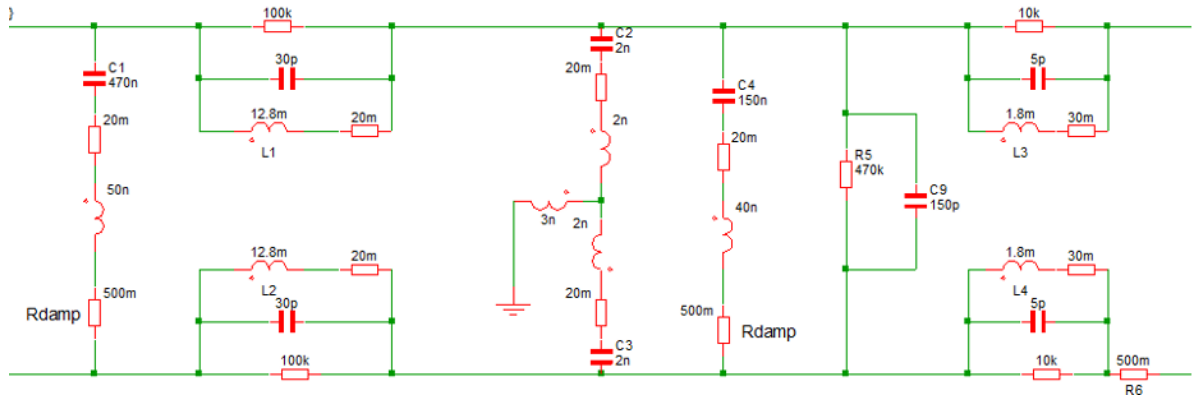 100k
30p
12.8m
20m
L1
C1
470n
20m
50n
500m
Rdamp
12.8m
20m
L2
30p
100k
C2
2n
20m
2n
3n
2n
20m
C3
2n
C4
150n
20m
40n
500m
Rdamp
R5
470k
C9
150p
10k
5p
1.8m
30m
L3
1.8m
30m
L4
5p
10k
500m
R6